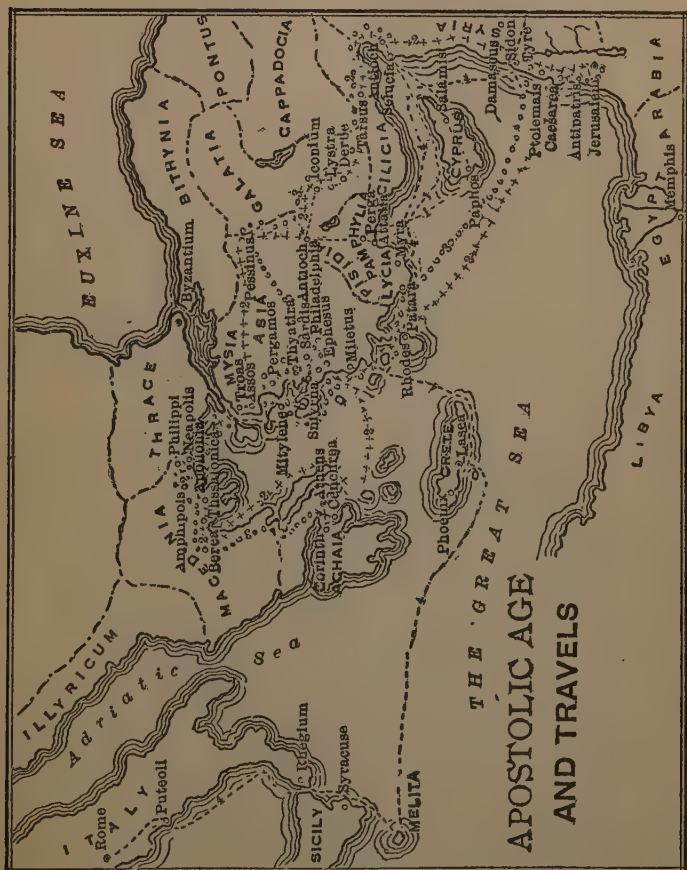 EUXINE SEA
ILLYRICUM
THRACE
BITHYNIA
PONTUS
GALATIA
CAPPADOCIA
Byzantium
Adriatic
Sea
ITALY
Rome
Puteoli
MACEDONIA
Amphipolis
Philippi
Neapolis
Apollonia
Thessalonica
Berea
MYSIA
Troas
Assos
Pessinus
ASIA
Pergamos
Thyatira
Sardis
Antioch
Philadelphia
Smyrna
Ephesus
Mitylene
Miletus
Iconium
Lystra
Derbe
Tarsus
Antioch
Seleucia
SYRIA
CILICIA
PAMPHYLIA
PISIDI
Perga
Attalia
LYCIA
Myra
Patara
Rhodes
Corinth
Athens
Cenchrea
ACHAIA
CYPRUS
Salamis
Paphos
Damascus
Sidon
Tyre
Ptolemais
Caesarea
Antipatris
Jerusalem
CRETE
Phoenix
Lasea
Rhegium
SICILY
Syracuse
MELITA
THE GREAT SEA
LIBYA
EGYPT
Memphis
ARABIA
APOSTOLIC AGE
AND TRAVELS